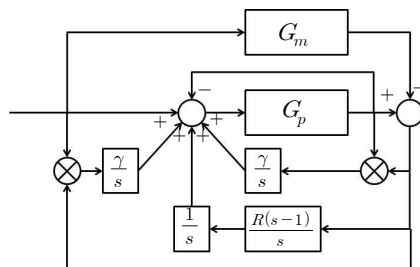 G_m
−
−
+
+
+
G_p
+
+
+
γ/s
γ/s
1/s
R(s−1)/s